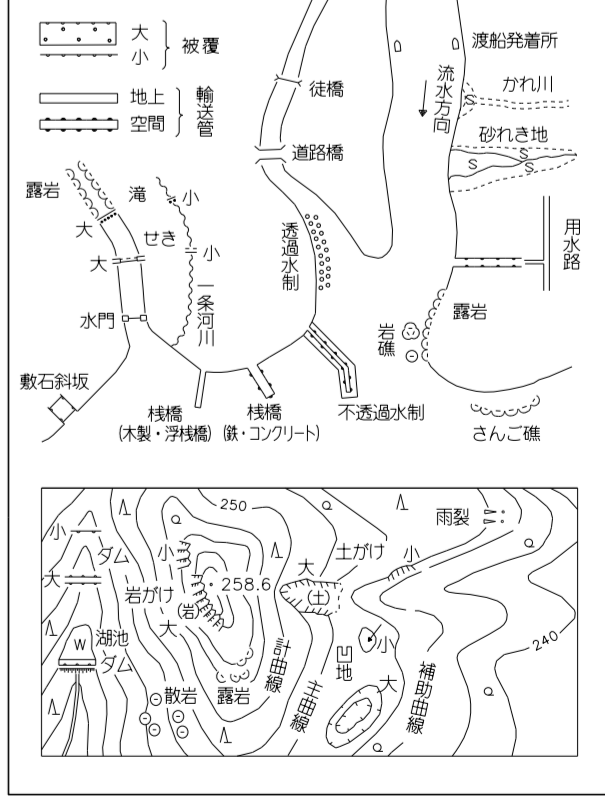 大
小
被覆
地上
空間
輸送管
渡船発着所
徒橋
流水方向
かれ川
S
道路橋
砂れき地
S
S
露岩
滝
小
大
せき
小
大
一条河川
透過水制
用水路
水門
岩礁
露岩
敷石斜坂
桟橋
(木製・浮桟橋)
桟橋
(鉄・コンクリート)
不透過水制
さんご礁
250
雨裂
小
ダム
小
土がけ
大
小
大
岩がけ
258.6
(岩)
(土)
大
W
湖池
ダム
計曲線
主曲線
凹地
小
大
補助曲線
240
散岩
露岩